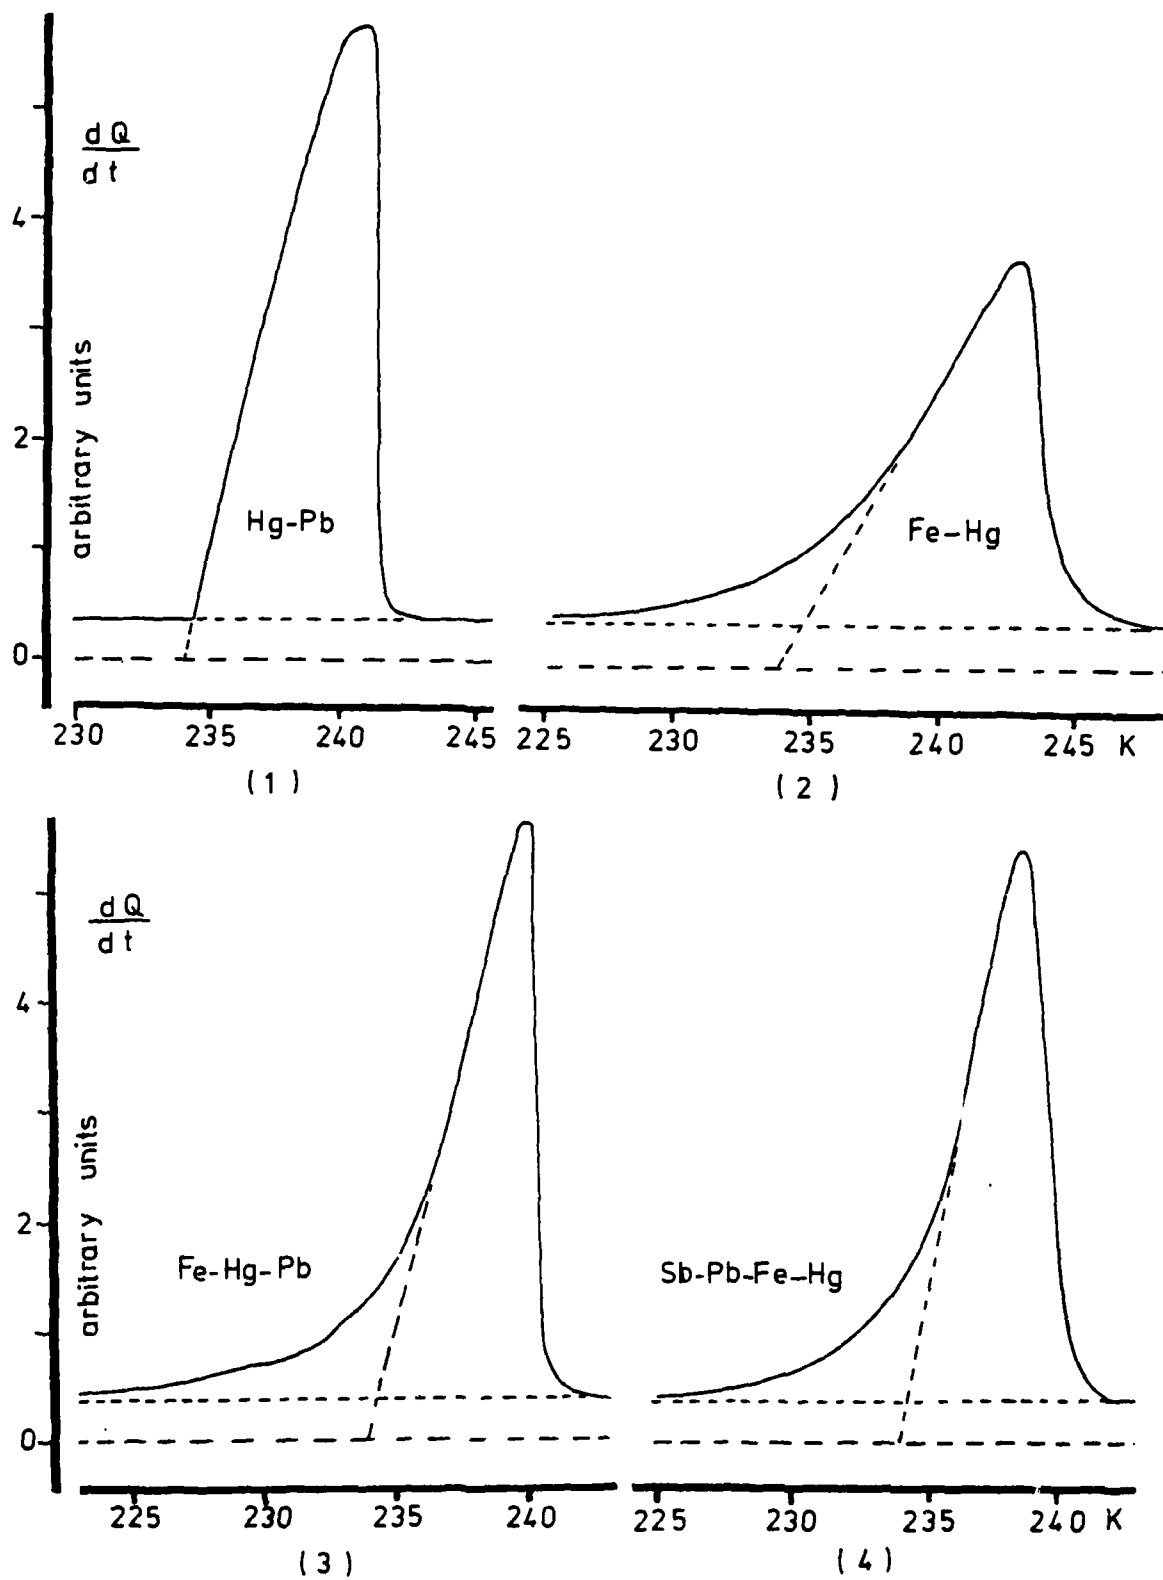 dQ
dt
4
2
0
arbitrary units
Hg-Pb
230 235 240 245
(1)
Fe-Hg
225 230 235 240 245 K
(2)
dQ
dt
4
2
0
arbitrary units
Fe-Hg-Pb
225 230 235 240
(3)
Sb-Pb-Fe-Hg
225 230 235 240 K
(4)